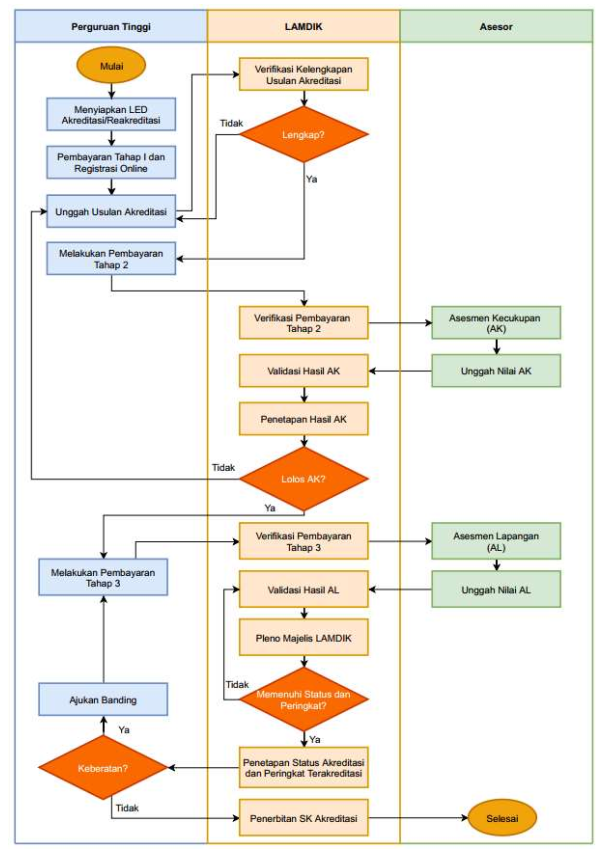 Perguruan Tinggi
LAMDIK
Asesor
Mulai
Menyiapkan LED
Akreditasi/Reakreditasi
Pembayaran Tahap I dan
Registrasi Online
Unggah Usulan Akreditasi
Verifikasi Kelengkapan
Usulan Akreditasi
Tidak
Lengkap?
Ya
Melakukan Pembayaran
Tahap 2
Verifikasi Pembayaran
Tahap 2
Asesmen Kecukupan
(AK)
Validasi Hasil AK
Unggah Nilai AK
Penetapan Hasil AK
Tidak
Lolos AK?
Ya
Verifikasi Pembayaran
Tahap 3
Asesmen Lapangan
(AL)
Melakukan Pembayaran
Tahap 3
Validasi Hasil AL
Unggah Nilai AL
Pleno Majelis LAMDIK
Tidak
Memenuhi Status dan
Peringkat?
Ajukan Banding
Ya
Ya
Keberatan?
Penetapan Status Akreditasi
dan Peringkat Terakreditasi
Tidak
Penerbitan SK Akreditasi
Selesai